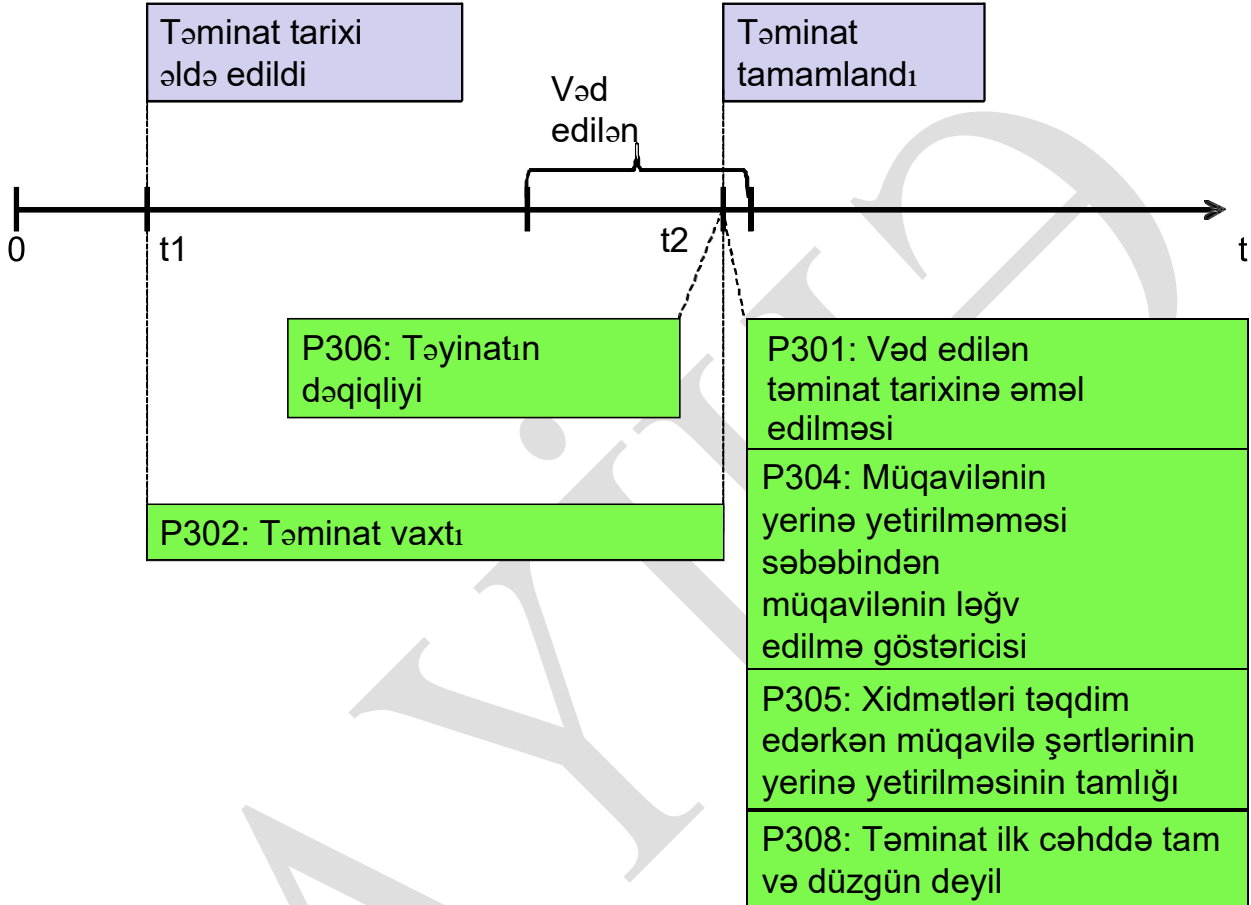 Təminat tarixi
əldə edildi
Təminat
tamamlandı
Vəd
edilən
0
t1
t2
t
P306: Təyinatın
dəqiqliyi
P301: Vəd edilən
təminat tarixinə əməl
edilməsi
P304: Müqavilənin
yerinə yetirilməməsi
səbəbindən
müqavilənin ləğv
edilmə göstəricisi
P302: Təminat vaxtı
P305: Xidmətləri təqdim
edərkən müqavilə şərtlərinin
yerinə yetirilməsinin tamlığı
P308: Təminat ilk cəhddə tam
və düzgün deyil